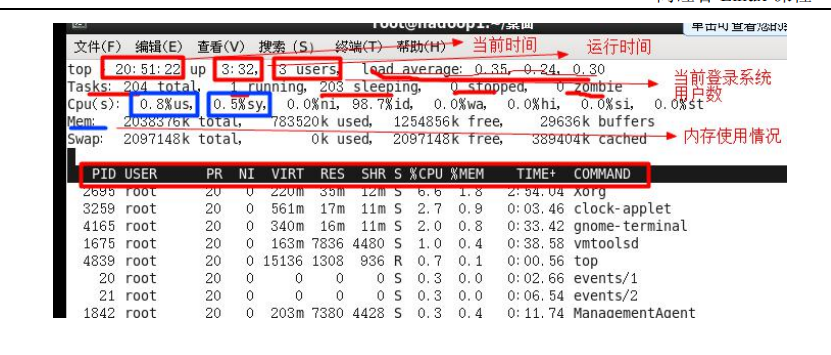 文件(F) 编辑(E) 查看(V) 搜索 (S) 终端(T) 帮助(H) 当前时间 运行时间
top - 20:51:22 up 3:32, 3 users, load average: 0.35, 0.24, 0.30
当前登录系统
用户数
Tasks: 204 total, 1 running, 203 sleeping, 0 stopped, 0 zombie
Cpu(s): 0.8%us, 0.5%sy, 0.0%ni, 98.7%id, 0.0%wa, 0.0%hi, 0.0%si, 0.0%st
Mem: 2038376k total, 783520k used, 1254856k free, 29636k buffers
Swap: 2097148k total, 0k used, 2097148k free, 389404k cached
内存使用情况
PID USER PR NI VIRT RES SHR S %CPU %MEM TIME+ COMMAND
2695 root 20 0 220m 35m 12m S 6.6 1.8 2:54.04 Xorg
3259 root 20 0 561m 17m 11m S 2.7 0.9 0:03.46 clock-applet
4165 root 20 0 340m 16m 11m S 2.0 0.8 0:33.42 gnome-terminal
1675 root 20 0 163m 7836 4480 S 1.0 0.4 0:38.58 vmtoolsd
4839 root 20 0 15136 1308 936 R 0.7 0.1 0:00.56 top
20 root 20 0 0 0 0 S 0.3 0.0 0:02.66 events/1
21 root 20 0 0 0 0 S 0.3 0.0 0:06.54 events/2
1842 root 20 0 203m 7380 4428 S 0.3 0.4 0:11.74 ManagementAgent